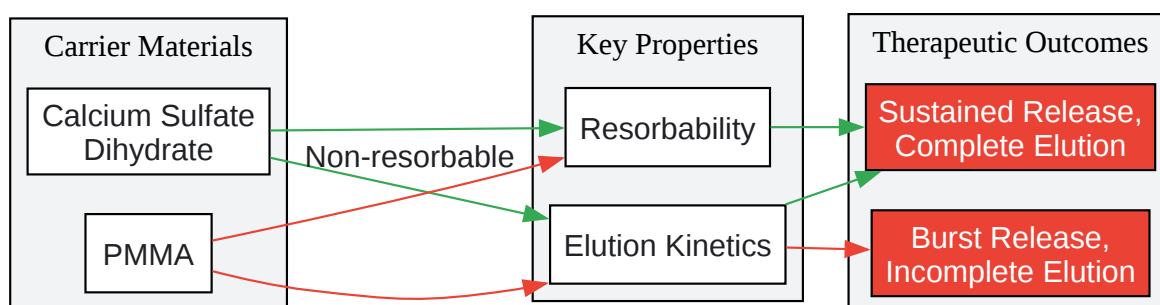 Carrier Materials
Calcium Sulfate
Dihydrate
PMMA
Non-resorbable
Key Properties
Resorbability
Elution Kinetics
Therapeutic Outcomes
Sustained Release,
Complete Elution
Burst Release,
Incomplete Elution